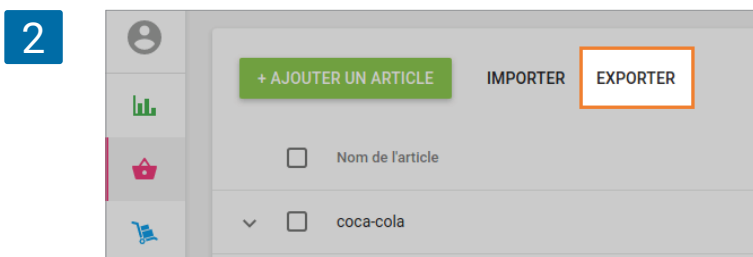 2
+ AJOUTER UN ARTICLE IMPORTER EXPORTER
Nom de l'article
coca-cola